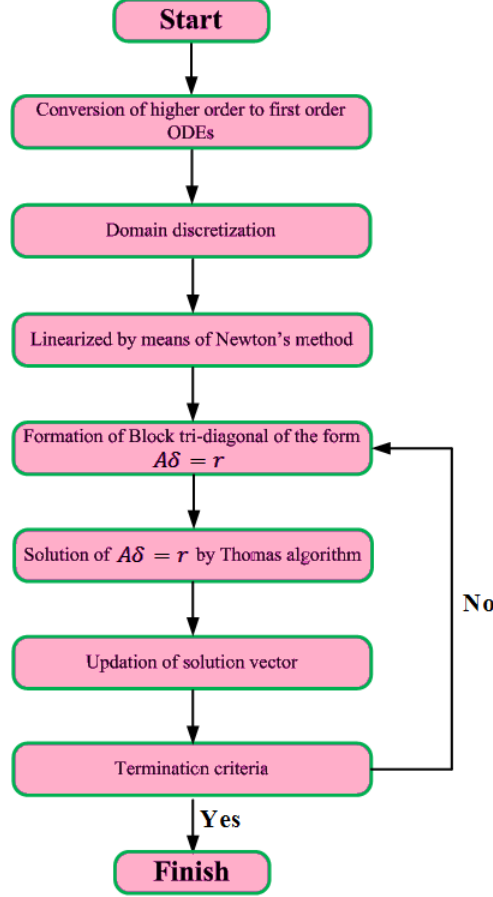 Start
Conversion of higher order to first order
ODEs
Domain discretization
Linearized by means of Newton's method
Formation of Block tri-diagonal of the form
Aδ = r
Solution of Aδ = r by Thomas algorithm
No
Updation of solution vector
Termination criteria
Yes
Finish